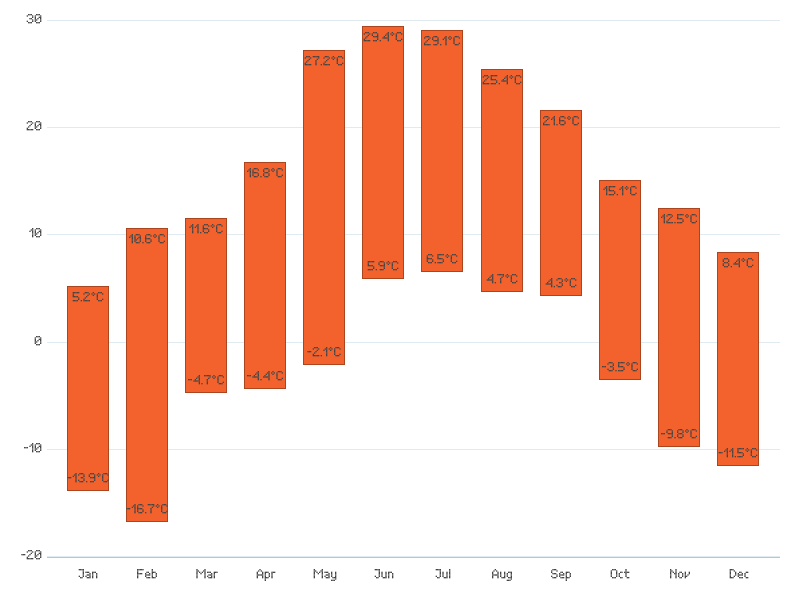 30
20
10
0
-10
-20
5.2°C
10.6°C
11.6°C
16.8°C
27.2°C
29.4°C
29.1°C
25.4°C
21.6°C
15.1°C
12.5°C
8.4°C
-13.9°C
-16.7°C
-4.7°C
-4.4°C
-2.1°C
5.9°C
6.5°C
4.7°C
4.3°C
-3.5°C
-9.8°C
-11.5°C
Jan Feb Mar Apr May Jun Jul Aug Sep Oct Nov Dec